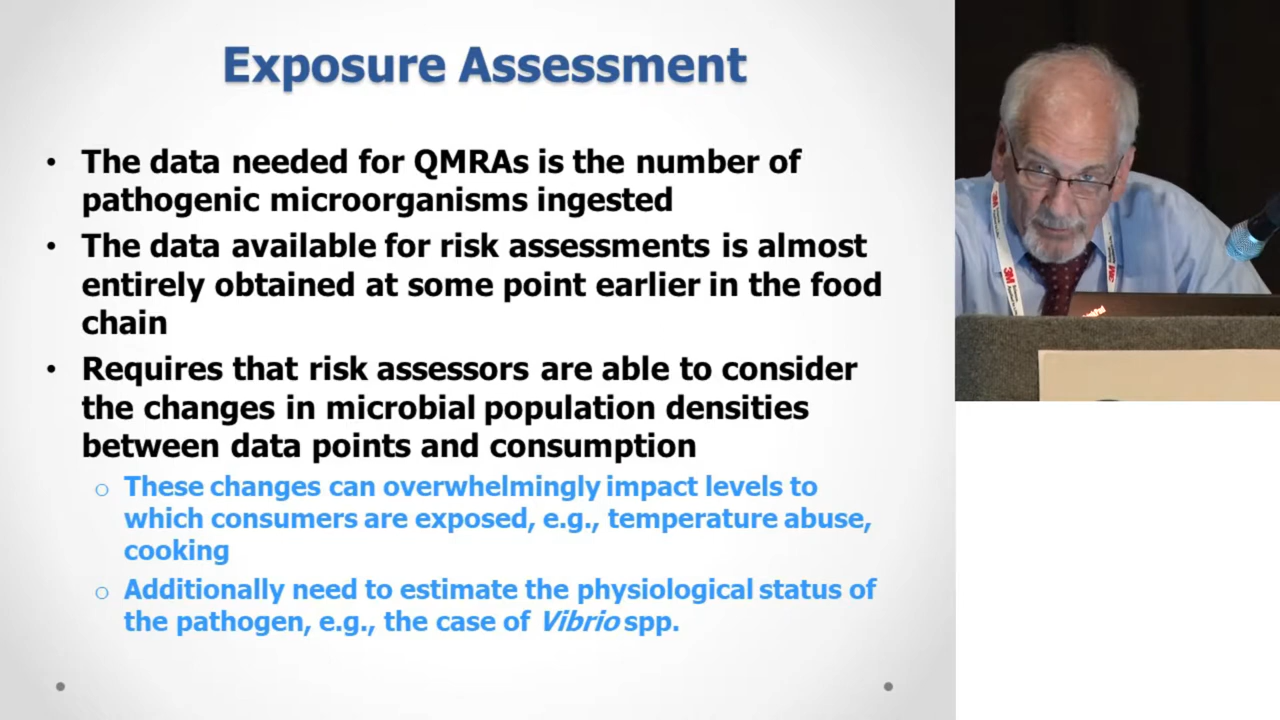 Exposure Assessment
• The data needed for QMRAs is the number of
pathogenic microorganisms ingested
• The data available for risk assessments is almost
entirely obtained at some point earlier in the food
chain
• Requires that risk assessors are able to consider
the changes in microbial population densities
between data points and consumption
o These changes can overwhelmingly impact levels to
which consumers are exposed, e.g., temperature abuse,
cooking
o Additionally need to estimate the physiological status of
the pathogen, e.g., the case of Vibrio spp.
3M